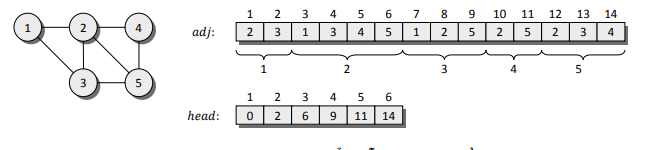 1 2 4
3 5
1 2 3 4 5 6 7 8 9 10 11 12 13 14
adj: 2 3 1 3 4 5 1 2 5 2 5 2 3 4
1 2 3 4 5
1 2 3 4 5 6
head: 0 2 6 9 11 14